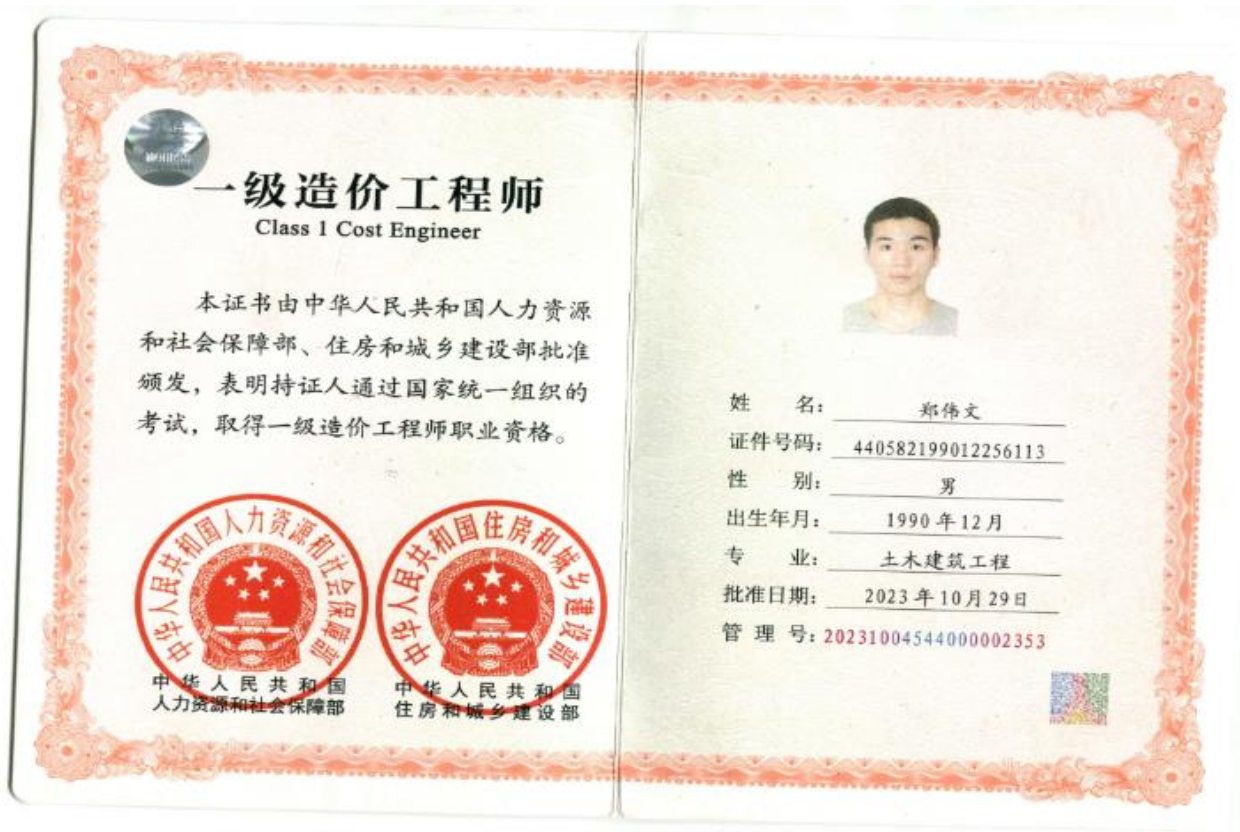 一级造价工程师
Class 1 Cost Engineer
本证书由中华人民共和国人力资源
和社会保障部、住房和城乡建设部批准
颁发，表明持证人通过国家统一组织的
考试，取得一级造价工程师职业资格。
中华人民共和国人力资源和社会保障部
中华人民共和国
人力资源和社会保障部
中华人民共和国住房和城乡建设部
中华人民共和国
住房和城乡建设部
姓 名： 郑伟文
证件号码： 440582199012256113
性 别： 男
出生年月： 1990年12月
专 业： 土木建筑工程
批准日期： 2023年10月29日
管 理 号：20231004544000002353